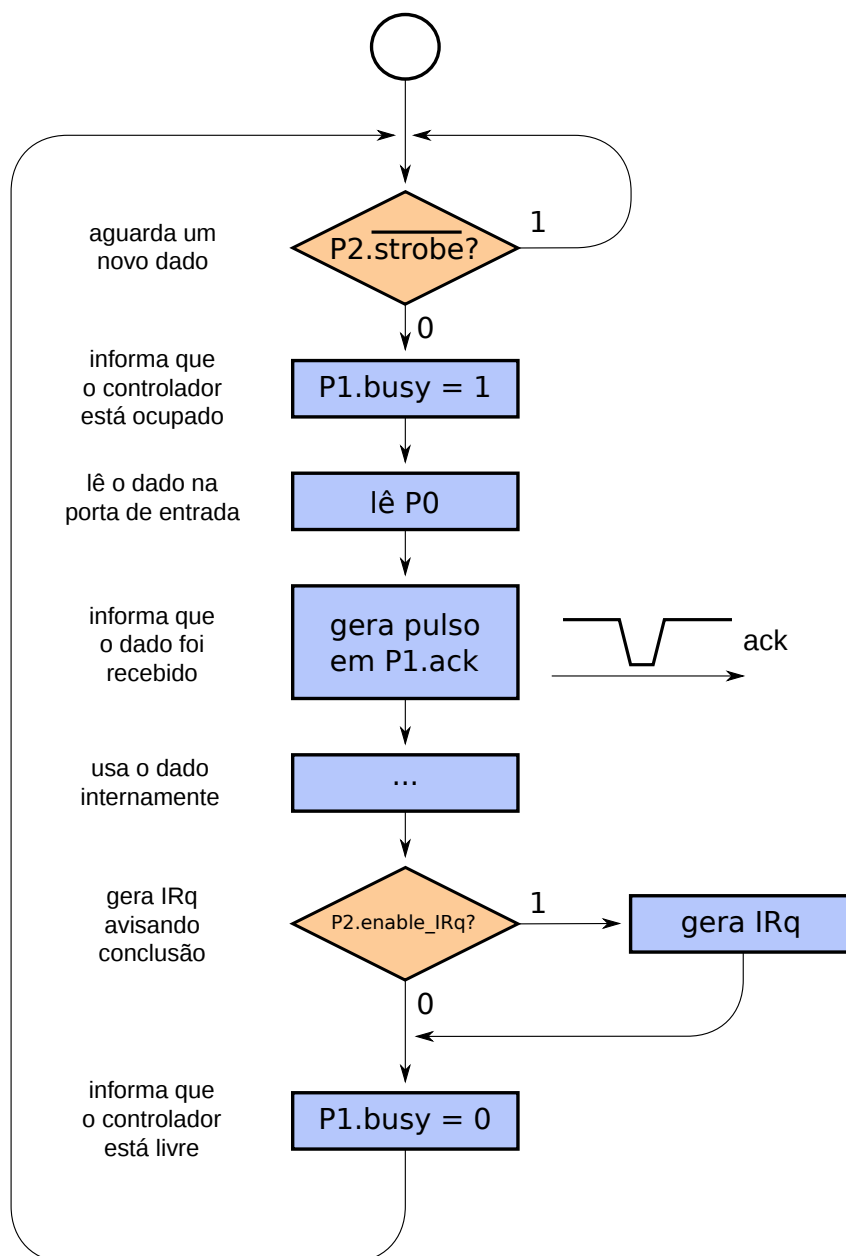 aguarda um
novo dado
P2.strobe?
1
0
informa que
o controlador
está ocupado
P1.busy = 1
lê o dado na
porta de entrada
lê P0
informa que
o dado foi
recebido
gera pulso
em P1.ack
ack
usa o dado
internamente
...
gera IRq
avisando
conclusão
P2.enable_IRq?
1
gera IRq
0
informa que
o controlador
está livre
P1.busy = 0